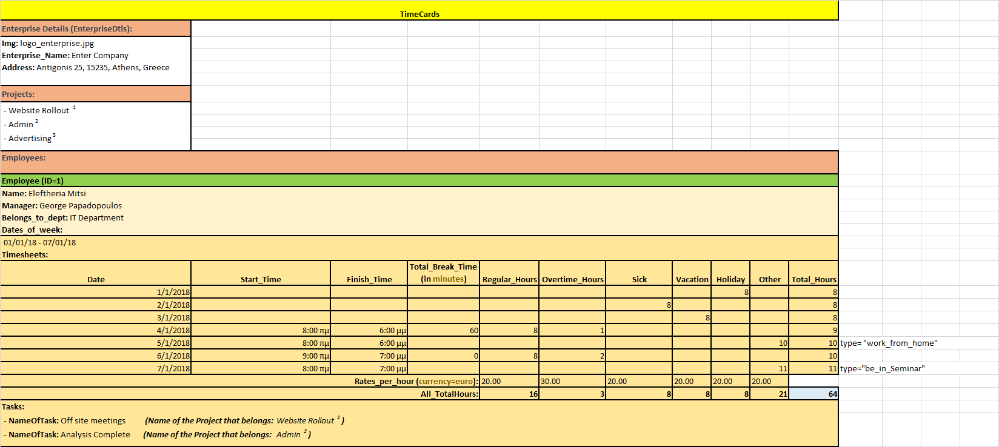 TimeCards
Enterprise Details (EnterpriseDtls):
Img: logo_enterprise.jpg
Enterprise_Name: Enter Company
Address: Antigonis 25, 15235, Athens, Greece
Projects:
- Website Rollout 1
- Admin 2
- Advertising 3
Employees:
Employee (ID=1)
Name: Eleftheria Mitsi
Manager: George Papadopoulos
Belongs_to_dept: IT Department
Dates_of_week:
01/01/18 - 07/01/18
Timesheets:
Date Start_Time Finish_Time Total_Break_Time (in minutes) Regular_Hours Overtime_Hours Sick Vacation Holiday Other Total_Hours
1/1/2018 8 8
2/1/2018 8 8
3/1/2018 8 8
4/1/2018 8:00 πμ 6:00 μμ 60 8 1 9
5/1/2018 8:00 πμ 6:00 μμ 10 10 type="work_from_home"
6/1/2018 9:00 πμ 7:00 μμ 0 8 2 10
7/1/2018 8:00 πμ 7:00 μμ 11 11 type="be_in_Seminar"
Rates_per_hour (currency=euro): 20.00 30.00 20.00 20.00 20.00 20.00
All_TotalHours: 16 3 8 8 8 21 64
Tasks:
- NameOfTask: Off site meetings (Name of the Project that belongs: Website Rollout 1 )
- NameOfTask: Analysis Complete (Name of the Project that belongs: Admin 2 )